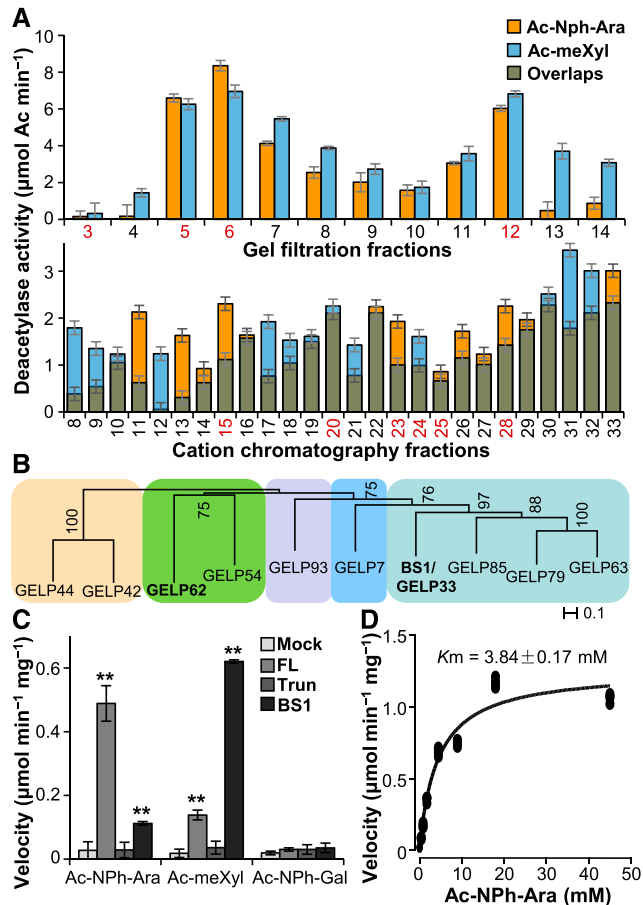 A
Deacetylase activity (µmol Ac min⁻¹)
Ac-Nph-Ara
Ac-meXyl
Overlaps
10
8
6
4
2
0
3 4 5 6 7 8 9 10 11 12 13 14
Gel filtration fractions
3
2
1
0
8 9 10 11 12 13 14 15 16 17 18 19 20 21 22 23 24 25 26 27 28 29 30 31 32 33
Cation chromatography fractions
B
100 75 75 76 97 88 100
GELP44 GELP42 GELP62 GELP54 GELP93 GELP7 BS1/ GELP85 GELP79 GELP63
GELP33
0.1
C
Velocity (µmol min⁻¹ mg⁻¹)
0.6
0.4
0.2
0
Mock
FL
Trun
BS1
** ** ** **
Ac-NPh-Ara Ac-meXyl Ac-NPh-Gal
D
Velocity (µmol min⁻¹ mg⁻¹)
1.5
1.0
0.5
0.0
Km = 3.84±0.17 mM
0 10 20 30 40 50
Ac-NPh-Ara (mM)